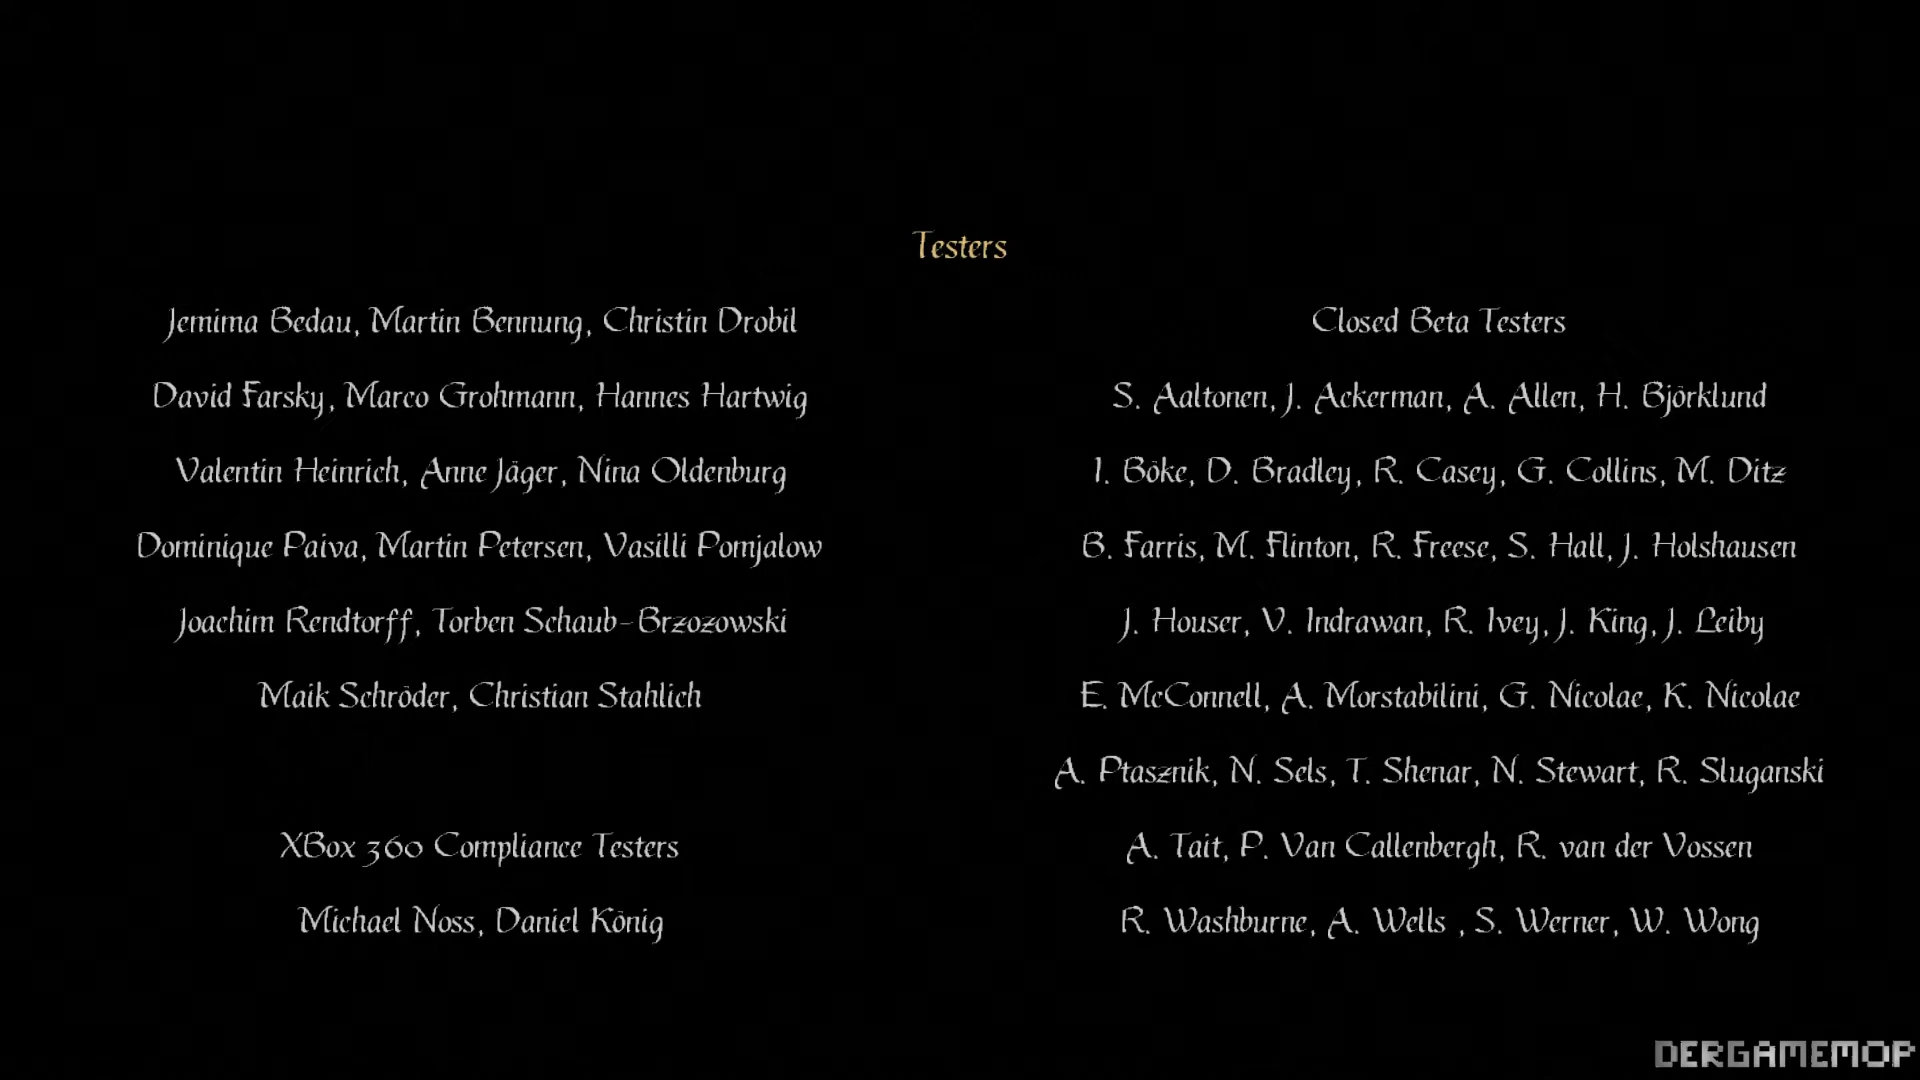 Testers
Jemima Bedau, Martin Bennung, Christin Drobil
David Farsky, Marco Grohmann, Hannes Hartwig
Valentin Heinrich, Anne Jäger, Nina Oldenburg
Dominique Paiva, Martin Petersen, Vasilli Pomjalow
Joachim Rendtorff, Torben Schaub-Brzozowski
Maik Schröder, Christian Stahlich
XBox 360 Compliance Testers
Michael Noss, Daniel König
Closed Beta Testers
S. Aaltonen, J. Ackerman, A. Allen, H. Björklund
I. Böke, D. Bradley, R. Casey, G. Collins, M. Ditz
B. Farris, M. Flinton, R. Freese, S. Hall, J. Holshausen
J. Houser, V. Indrawan, R. Ivey, J. King, J. Leiby
E. McConnell, A. Morstabilini, G. Nicolae, K. Nicolae
A. Ptasznik, N. Sels, T. Shenar, N. Stewart, R. Sluganski
A. Tait, P. Van Callenbergh, R. van der Vossen
R. Washburne, A. Wells , S. Werner, W. Wong
DERGAMEMOP